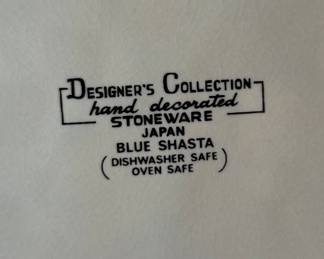 DESIGNER'S COLLECTION
hand decorated
STONEWARE
JAPAN
BLUE SHASTA
(DISHWASHER SAFE
OVEN SAFE)